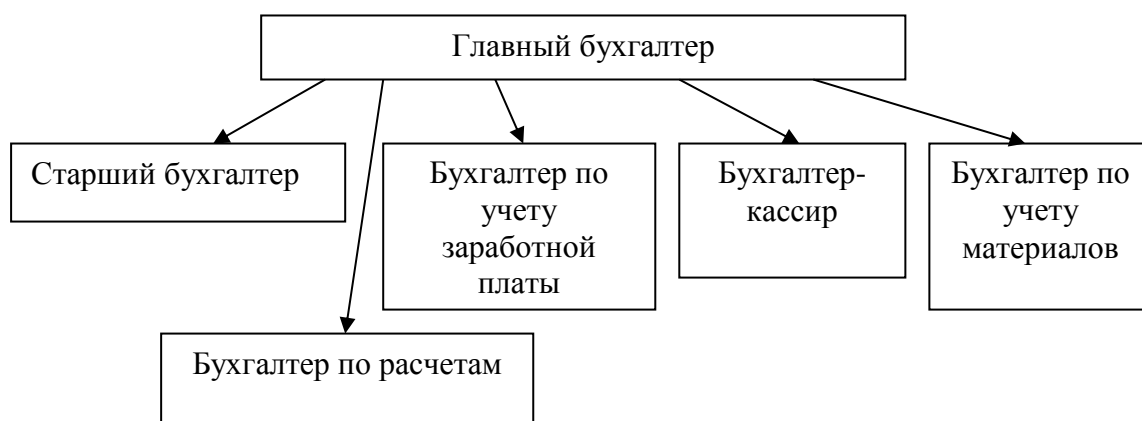 Главный бухгалтер
Старший бухгалтер
Бухгалтер по
учету
заработной
платы
Бухгалтер-
кассир
Бухгалтер по
учету
материалов
Бухгалтер по расчетам